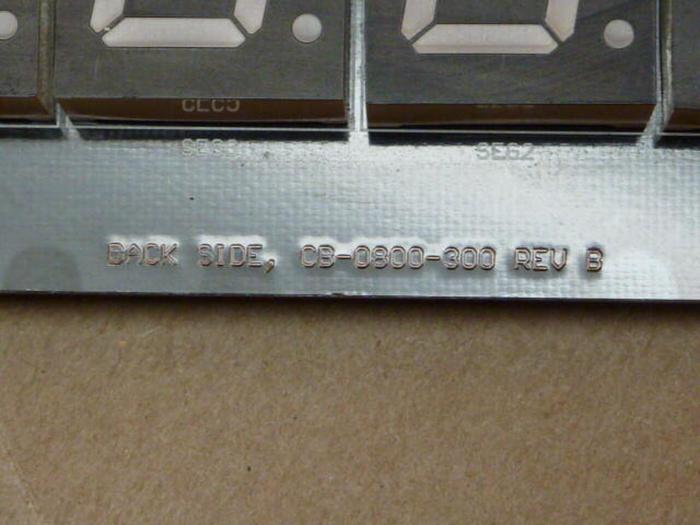 SEG3 SEG2
BACK SIDE, CB-0800-300 REV B